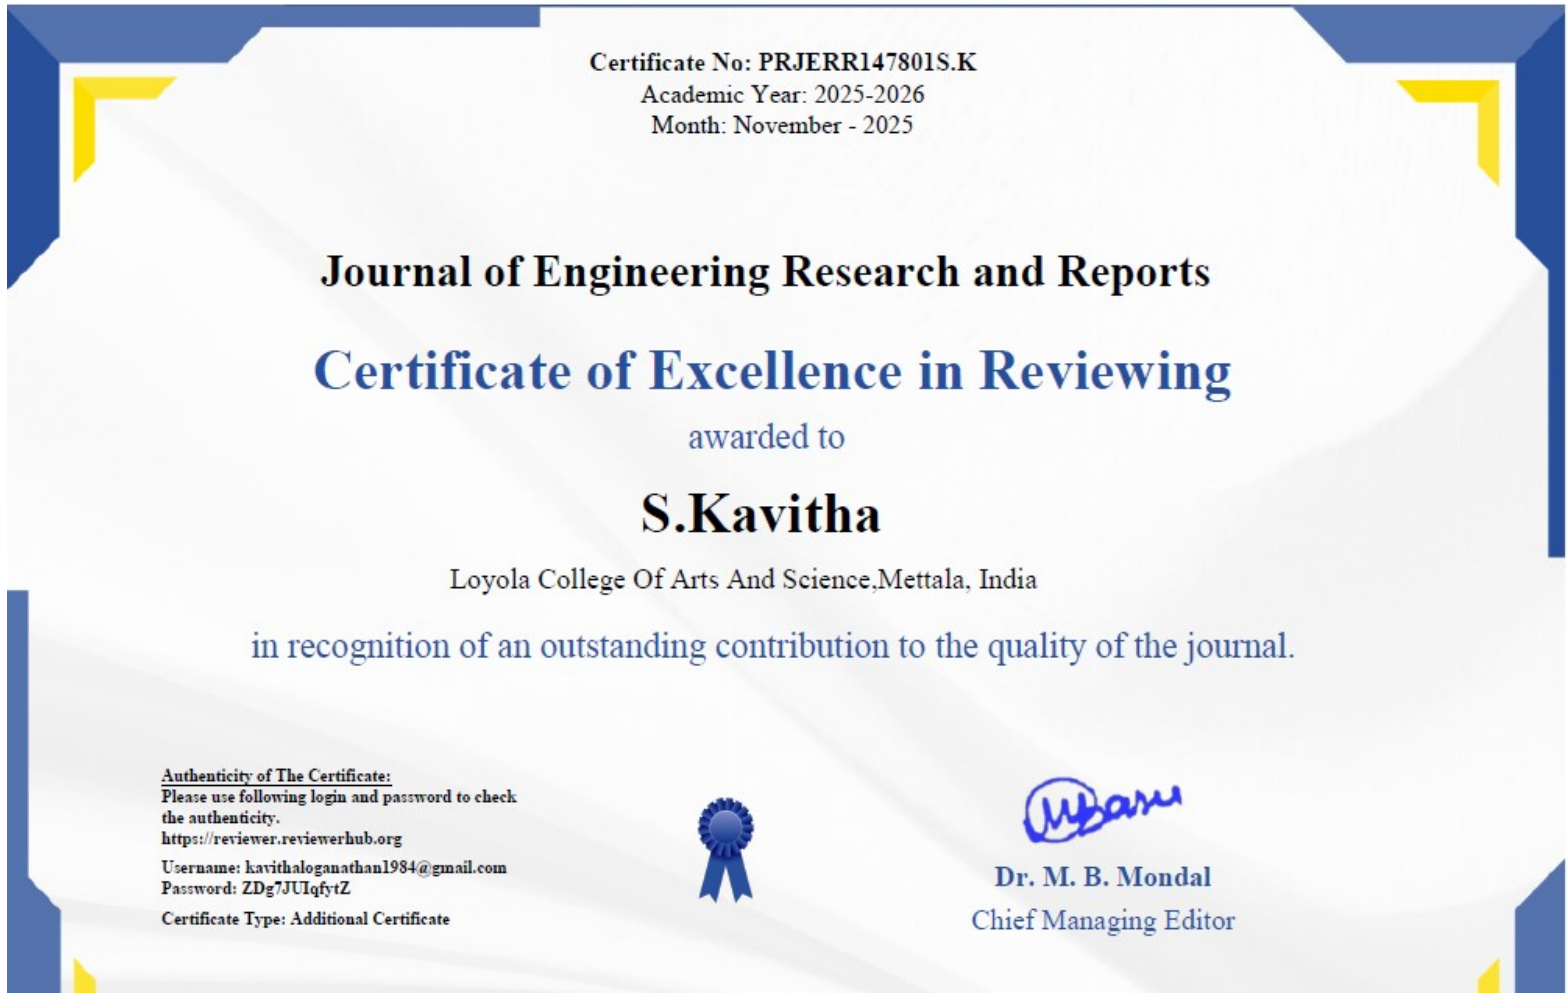 Certificate No: PRJERR147801S.K
Academic Year: 2025-2026
Month: November - 2025
Journal of Engineering Research and Reports
Certificate of Excellence in Reviewing
awarded to
S.Kavitha
Loyola College Of Arts And Science,Mettala, India
in recognition of an outstanding contribution to the quality of the journal.
Authenticity of The Certificate:
Please use following login and password to check
the authenticity.
https://reviewer.reviewerhub.org
Username: kavithaloganathan1984@gmail.com
Password: ZDg7JUIqfytZ
Certificate Type: Additional Certificate
MBasu
Dr. M. B. Mondal
Chief Managing Editor